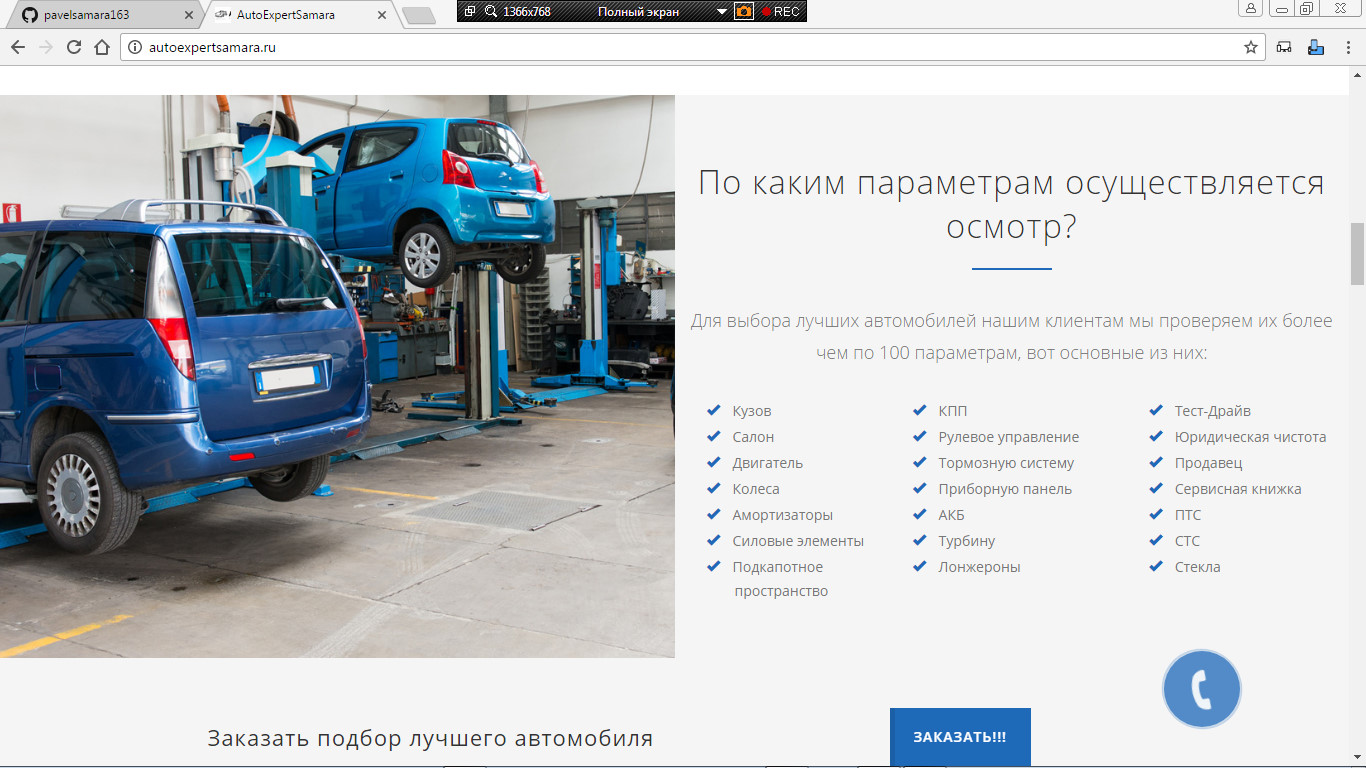 pavelsamara163
AutoExpertSamara
1366x768
Полный экран
REC
autoexpertsamara.ru
По каким параметрам осуществляется
осмотр?
Для выбора лучших автомобилей нашим клиентам мы проверяем их более
чем по 100 параметрам, вот основные из них:
Кузов
Салон
Двигатель
Колеса
Амортизаторы
Силовые элементы
Подкапотное
пространство
КПП
Рулевое управление
Тормозную систему
Приборную панель
АКБ
Турбину
Лонжероны
Тест-Драйв
Юридическая чистота
Продавец
Сервисная книжка
ПТС
СТС
Стекла
Заказать подбор лучшего автомобиля
ЗАКАЗАТЬ!!!